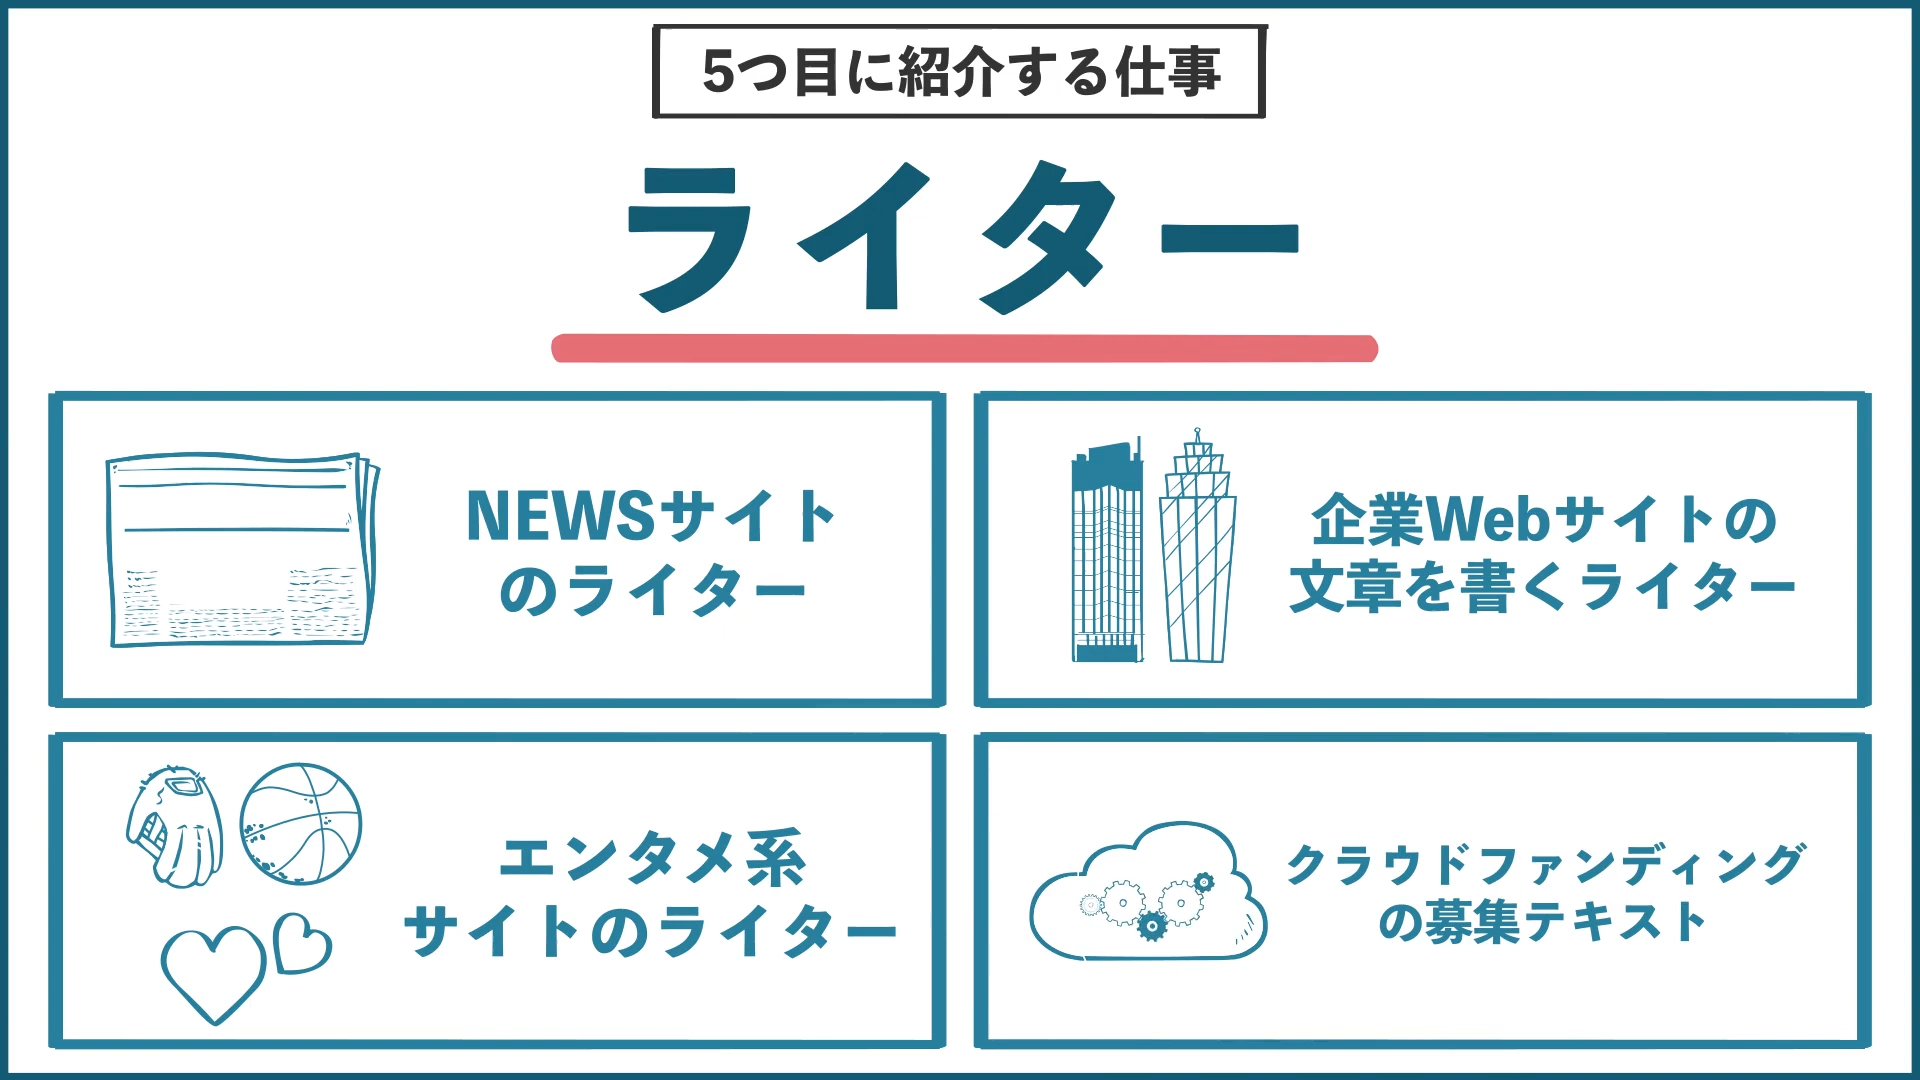 5つ目に紹介する仕事
ライター
NEWSサイト
のライター
企業Webサイトの
文章を書くライター
エンタメ系
サイトのライター
クラウドファンディング
の募集テキスト